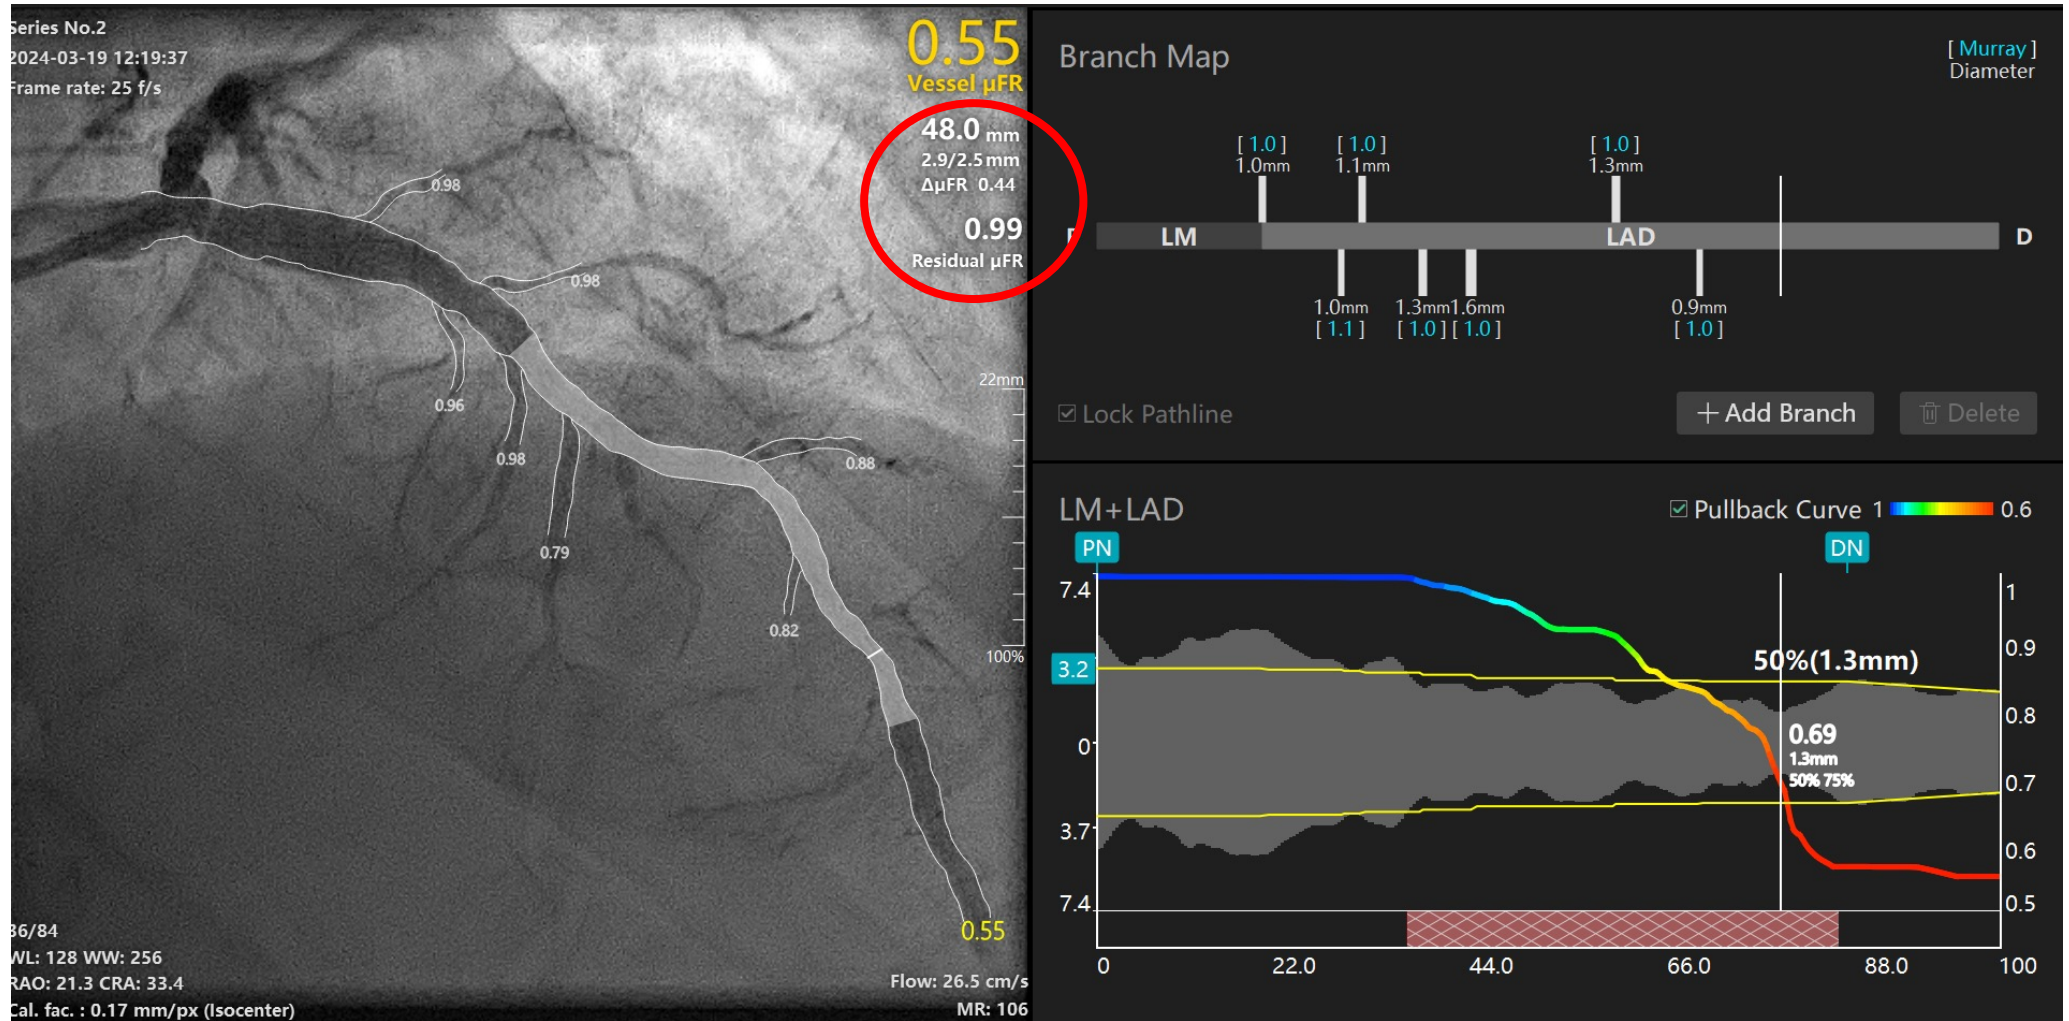 Series No.2
2024-03-19 12:19:37
Frame rate: 25 f/s
0.55
Vessel µFR
48.0 mm
2.9/2.5mm
ΔµFR 0.44
0.99
Residual µFR
0.98
0.98
0.96
0.98
0.79
0.88
0.82
0.55
22mm
100%
36/84
WL: 128 WW: 256
RAO: 21.3 CRA: 33.4
Cal. fac. : 0.17 mm/px (Isocenter)
Flow: 26.5 cm/s
MR: 106
Branch Map
[ Murray ]
Diameter
[ 1.0 ] [ 1.0 ] [ 1.0 ]
1.0mm 1.1mm 1.3mm
LM LAD D
1.0mm 1.3mm 1.6mm 0.9mm
[ 1.1 ] [ 1.0 ] [ 1.0 ] [ 1.0 ]
Lock Pathline
+ Add Branch
Delete
LM+LAD
Pullback Curve 1 0.6
PN DN
7.4
3.2
0
3.7
7.4
50%(1.3mm)
0.69
1.3mm
50% 75%
1
0.9
0.8
0.7
0.6
0.5
0 22.0 44.0 66.0 88.0 100